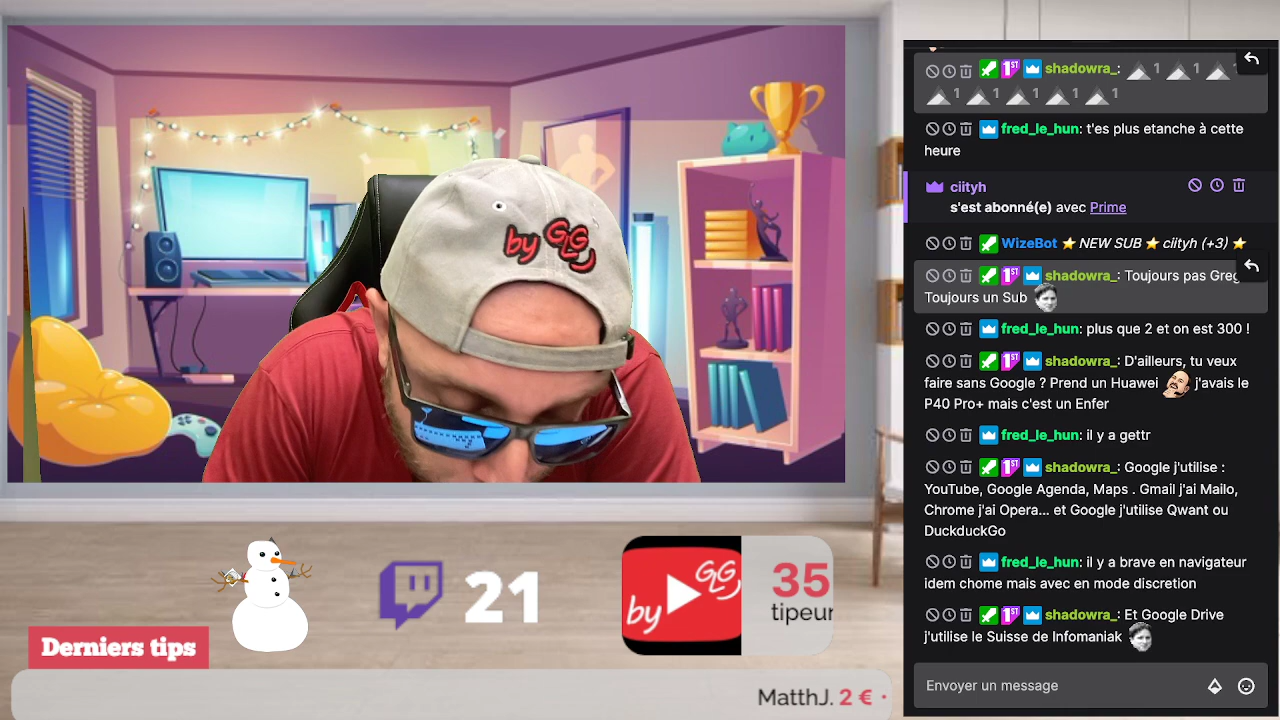 by GLG
1ST shadowra_: 1 1 1
1 1 1 1 1
fred_le_hun: t'es plus etanche à cette
heure
ciityh
s'est abonné(e) avec Prime
WizeBot NEW SUB ciityh (+3)
1ST shadowra_: Toujours pas Greg
Toujours un Sub
fred_le_hun: plus que 2 et on est 300 !
1ST shadowra_: D'ailleurs, tu veux
faire sans Google ? Prend un Huawei j'avais le
P40 Pro+ mais c'est un Enfer
fred_le_hun: il y a gettr
1ST shadowra_: Google j'utilise :
YouTube, Google Agenda, Maps . Gmail j'ai Mailo,
Chrome j'ai Opera... et Google j'utilise Qwant ou
DuckduckGo
fred_le_hun: il y a brave en navigateur
idem chome mais avec en mode discretion
1ST shadowra_: Et Google Drive
j'utilise le Suisse de Infomaniak
Envoyer un message
21
by GLG
35
tipeur
Derniers tips
MatthJ. 2 € •